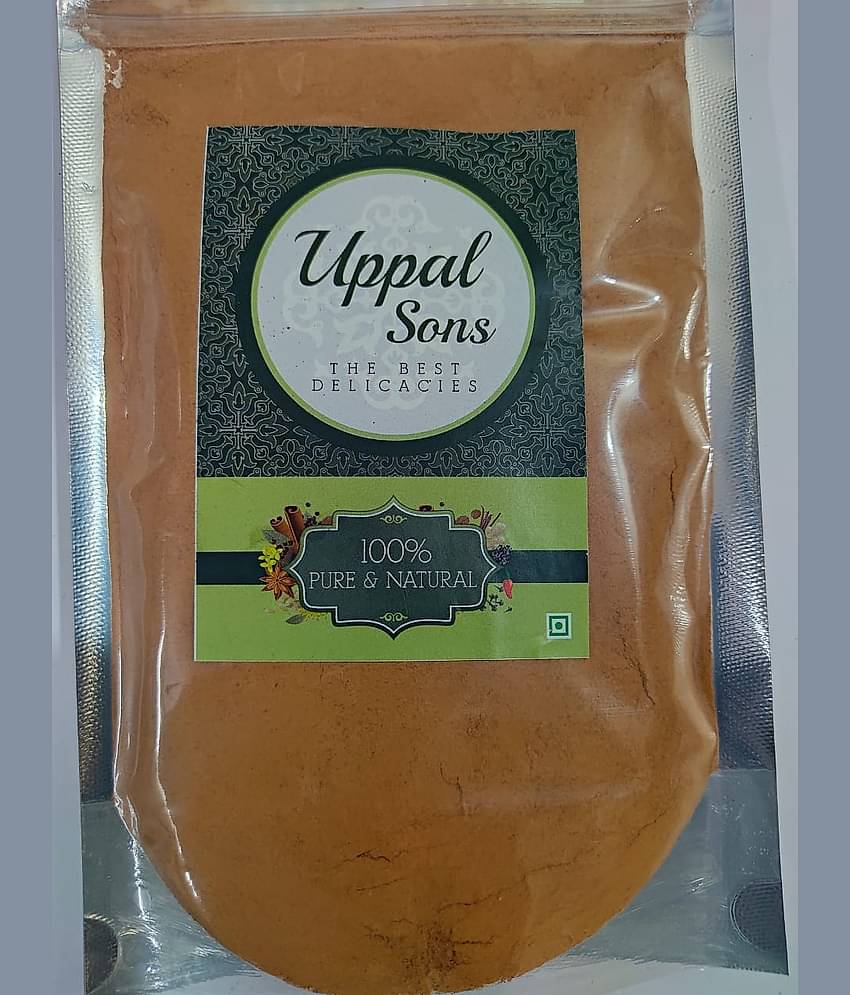 Uppal
Sons
THE BEST
DELICACIES
100%
PURE & NATURAL